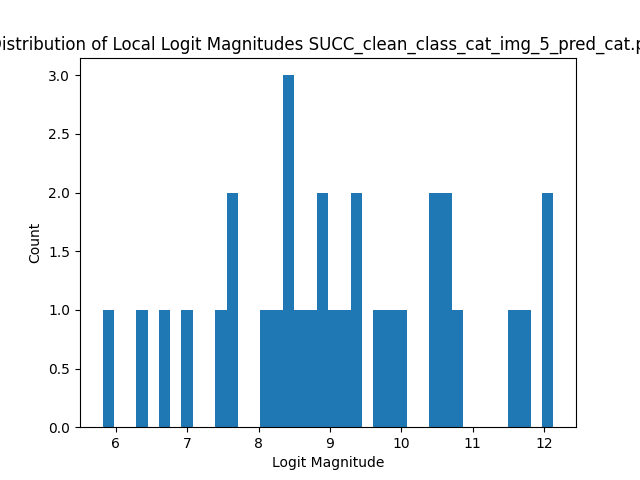 Distribution of Local Logit Magnitudes SUCC_clean_class_cat_img_5_pred_cat.p
3.0
2.5
2.0
1.5
1.0
0.5
0.0
Count
6 7 8 9 10 11 12
Logit Magnitude